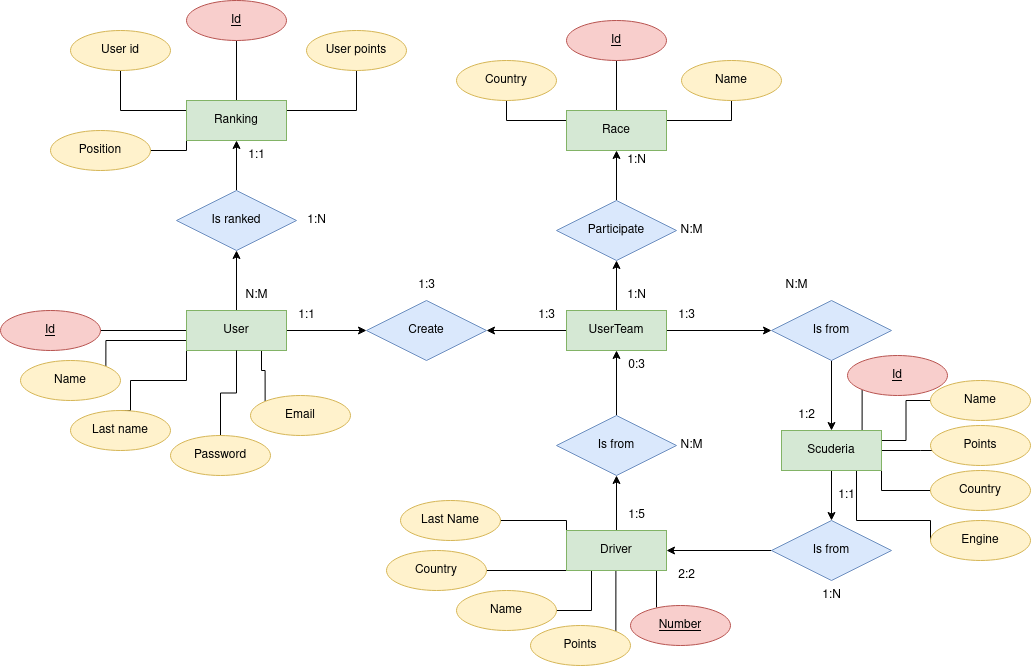 Id
User id
User points
Ranking
Position
1:1
Is ranked
1:N
N:M
Id
User
1:1
Name
Last name
Password
Email
1:3
Create
1:3
Id
Country
Name
Race
1:N
Participate
N:M
1:N
UserTeam
1:3
N:M
Is from
0:3
Is from
N:M
1:5
1:2
Id
Name
Scuderia
Points
Country
1:1
Engine
Is from
1:N
Last Name
Driver
2:2
Country
Name
Points
Number